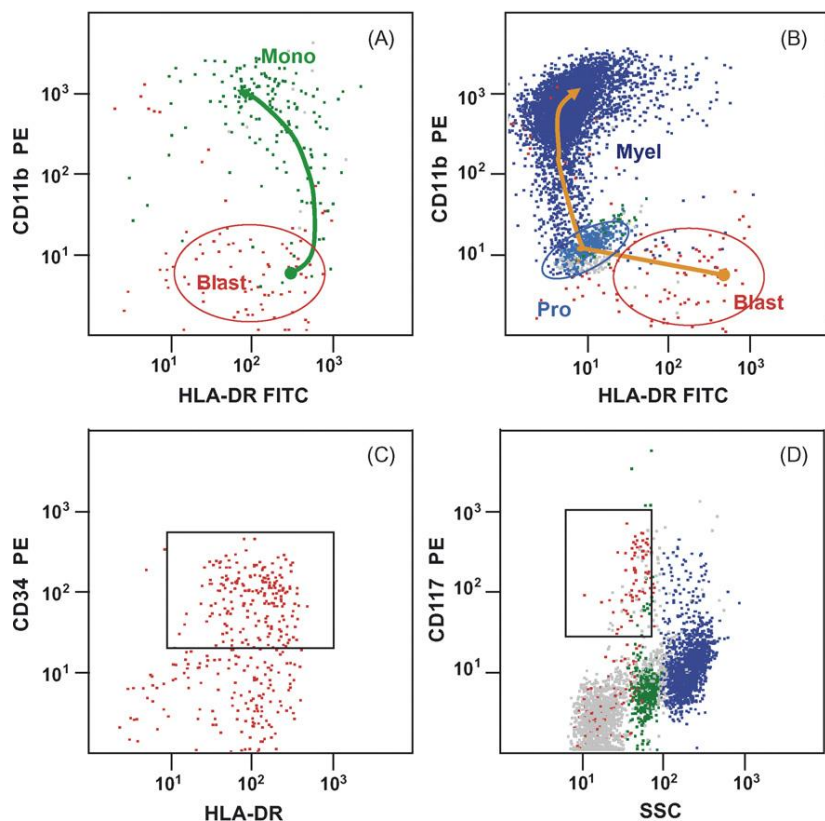 (A)
Mono
10³
10²
10¹
CD11b PE
Blast
10¹ 10² 10³
HLA-DR FITC
(B)
10³
10²
10¹
CD11b PE
Myel
Pro
Blast
10¹ 10² 10³
HLA-DR FITC
(C)
10³
10²
10¹
CD34 PE
10¹ 10² 10³
HLA-DR
(D)
10³
10²
10¹
CD117 PE
10¹ 10² 10³
SSC